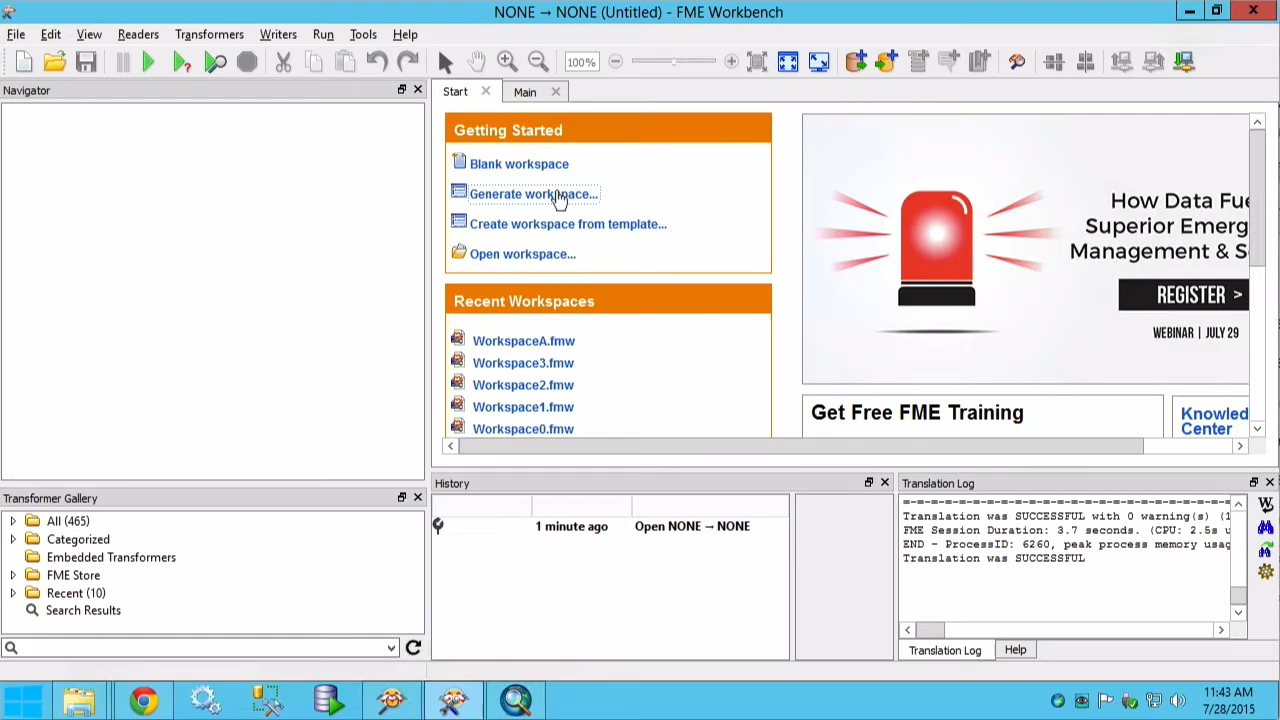 NONE → NONE (Untitled) - FME Workbench
File Edit View Readers Transformers Writers Run Tools Help
100%
Navigator
Start
Main
Getting Started
Blank workspace
Generate workspace...
Create workspace from template...
Open workspace...
Recent Workspaces
WorkspaceA.fmw
Workspace3.fmw
Workspace2.fmw
Workspace1.fmw
Workspace0.fmw
How Data Fue
Superior Emerg
Management & S
REGISTER >
WEBINAR | JULY 29
Get Free FME Training
Knowled
Center
Transformer Gallery
All (465)
Categorized
Embedded Transformers
FME Store
Recent (10)
Search Results
History
1 minute ago Open NONE → NONE
Translation Log
=-=-=-=-=-=-=-=-=-=-=-=-=-=-=-=-=-=-=-=-
Translation was SUCCESSFUL with 0 warning(s) (1
FME Session Duration: 3.7 seconds. (CPU: 2.5s u
END - ProcessID: 6260, peak process memory usag
Translation was SUCCESSFUL
Translation Log
Help
11:43 AM
7/28/2015